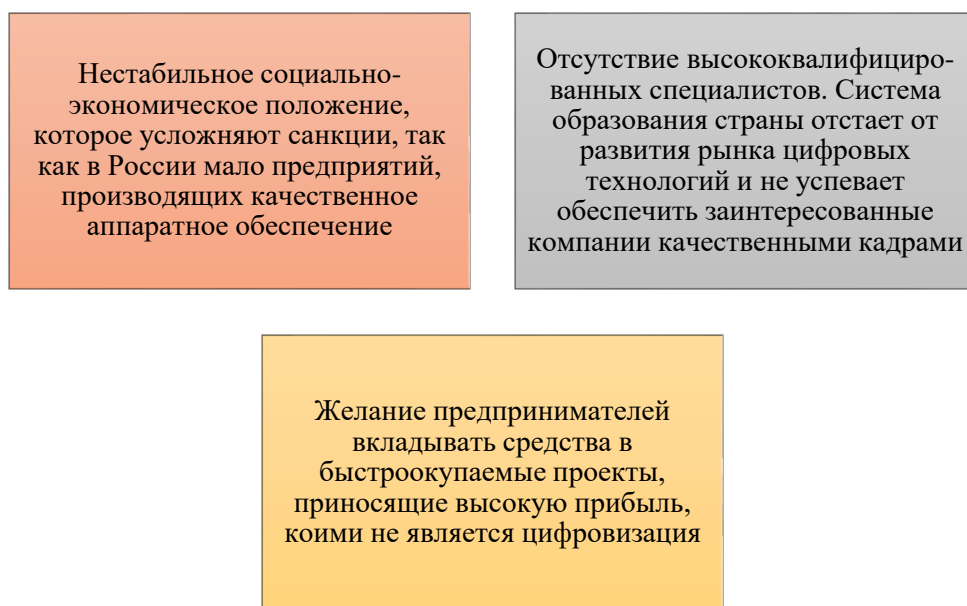 Нестабильное социально-
экономическое положение,
которое усложняют санкции, так
как в России мало предприятий,
производящих качественное
аппаратное обеспечение
Отсутствие высококвалифициро-
ванных специалистов. Система
образования страны отстает от
развития рынка цифровых
технологий и не успевает
обеспечить заинтересованные
компании качественными кадрами
Желание предпринимателей
вкладывать средства в
быстроокупаемые проекты,
приносящие высокую прибыль,
коими не является цифровизация